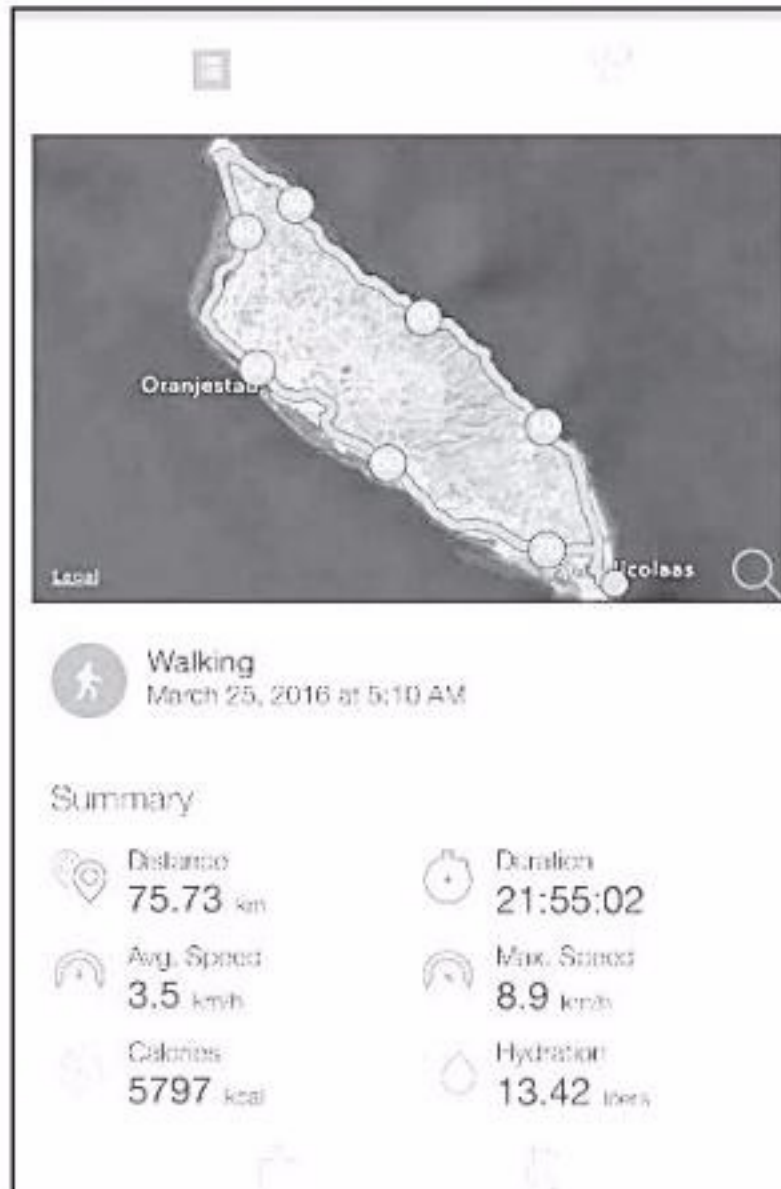 Oranjestad
Legal
Walking
March 25, 2016 at 5:10 AM
Summary
Distance
75.73 km
Duration
21:55:02
Avg. Speed
3.5 km/h
Max. Speed
8.9 km/h
Calories
5797 kcal
Hydration
13.42 liters